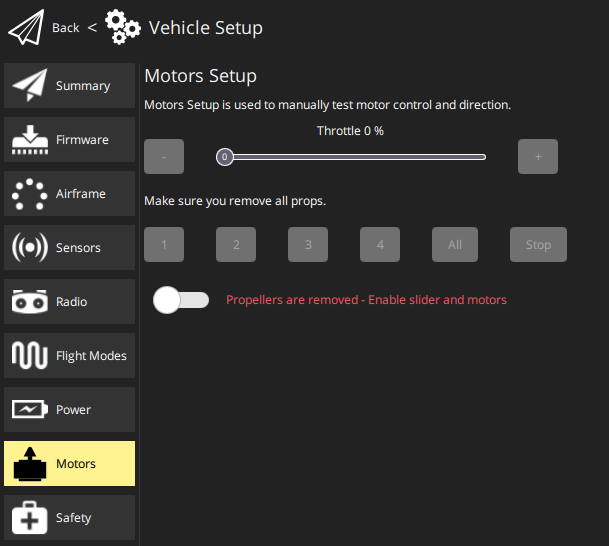 Back < Vehicle Setup
Summary
Firmware
Airframe
Sensors
Radio
Flight Modes
Power
Motors
Safety
Motors Setup
Motors Setup is used to manually test motor control and direction.
Throttle 0 %
- 0 +
Make sure you remove all props.
1 2 3 4 All Stop
Propellers are removed - Enable slider and motors